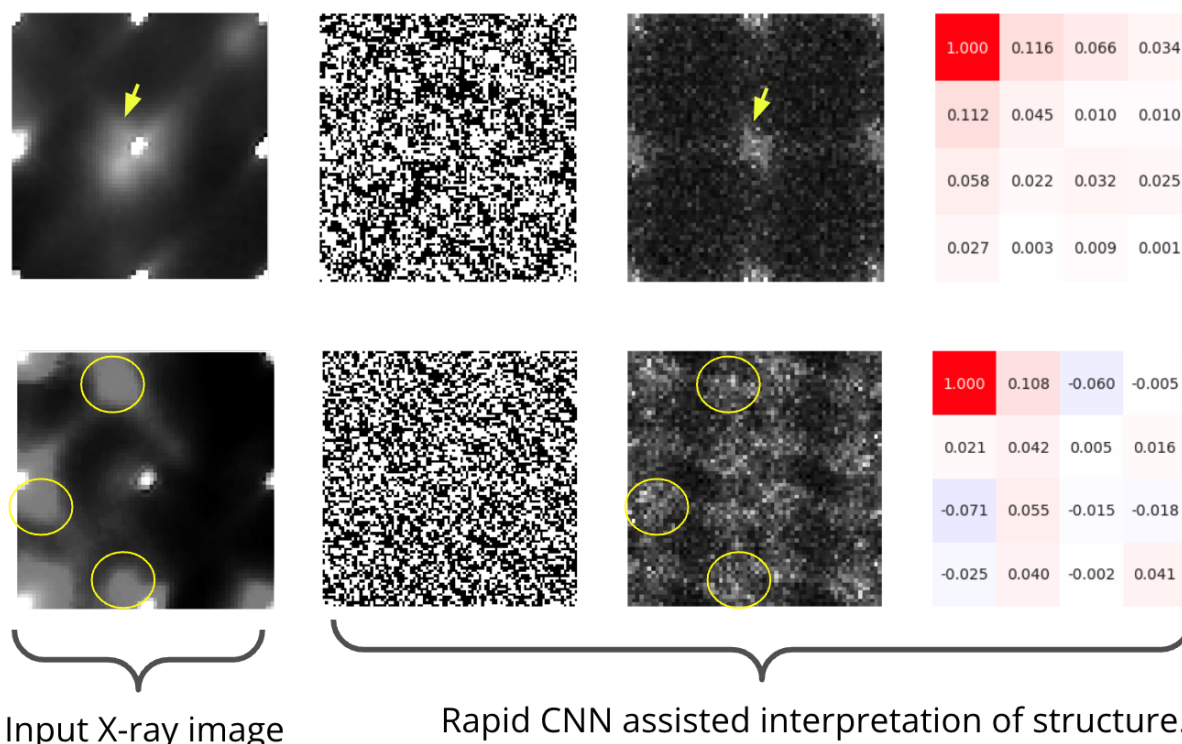 1.000 0.116 0.066 0.034
0.112 0.045 0.010 0.010
0.058 0.022 0.032 0.025
0.027 0.003 0.009 0.001
1.000 0.108 -0.060 -0.005
0.021 0.042 0.005 0.016
-0.071 0.055 -0.015 -0.018
-0.025 0.040 -0.002 0.041
Input X-ray image
Rapid CNN assisted interpretation of structure.